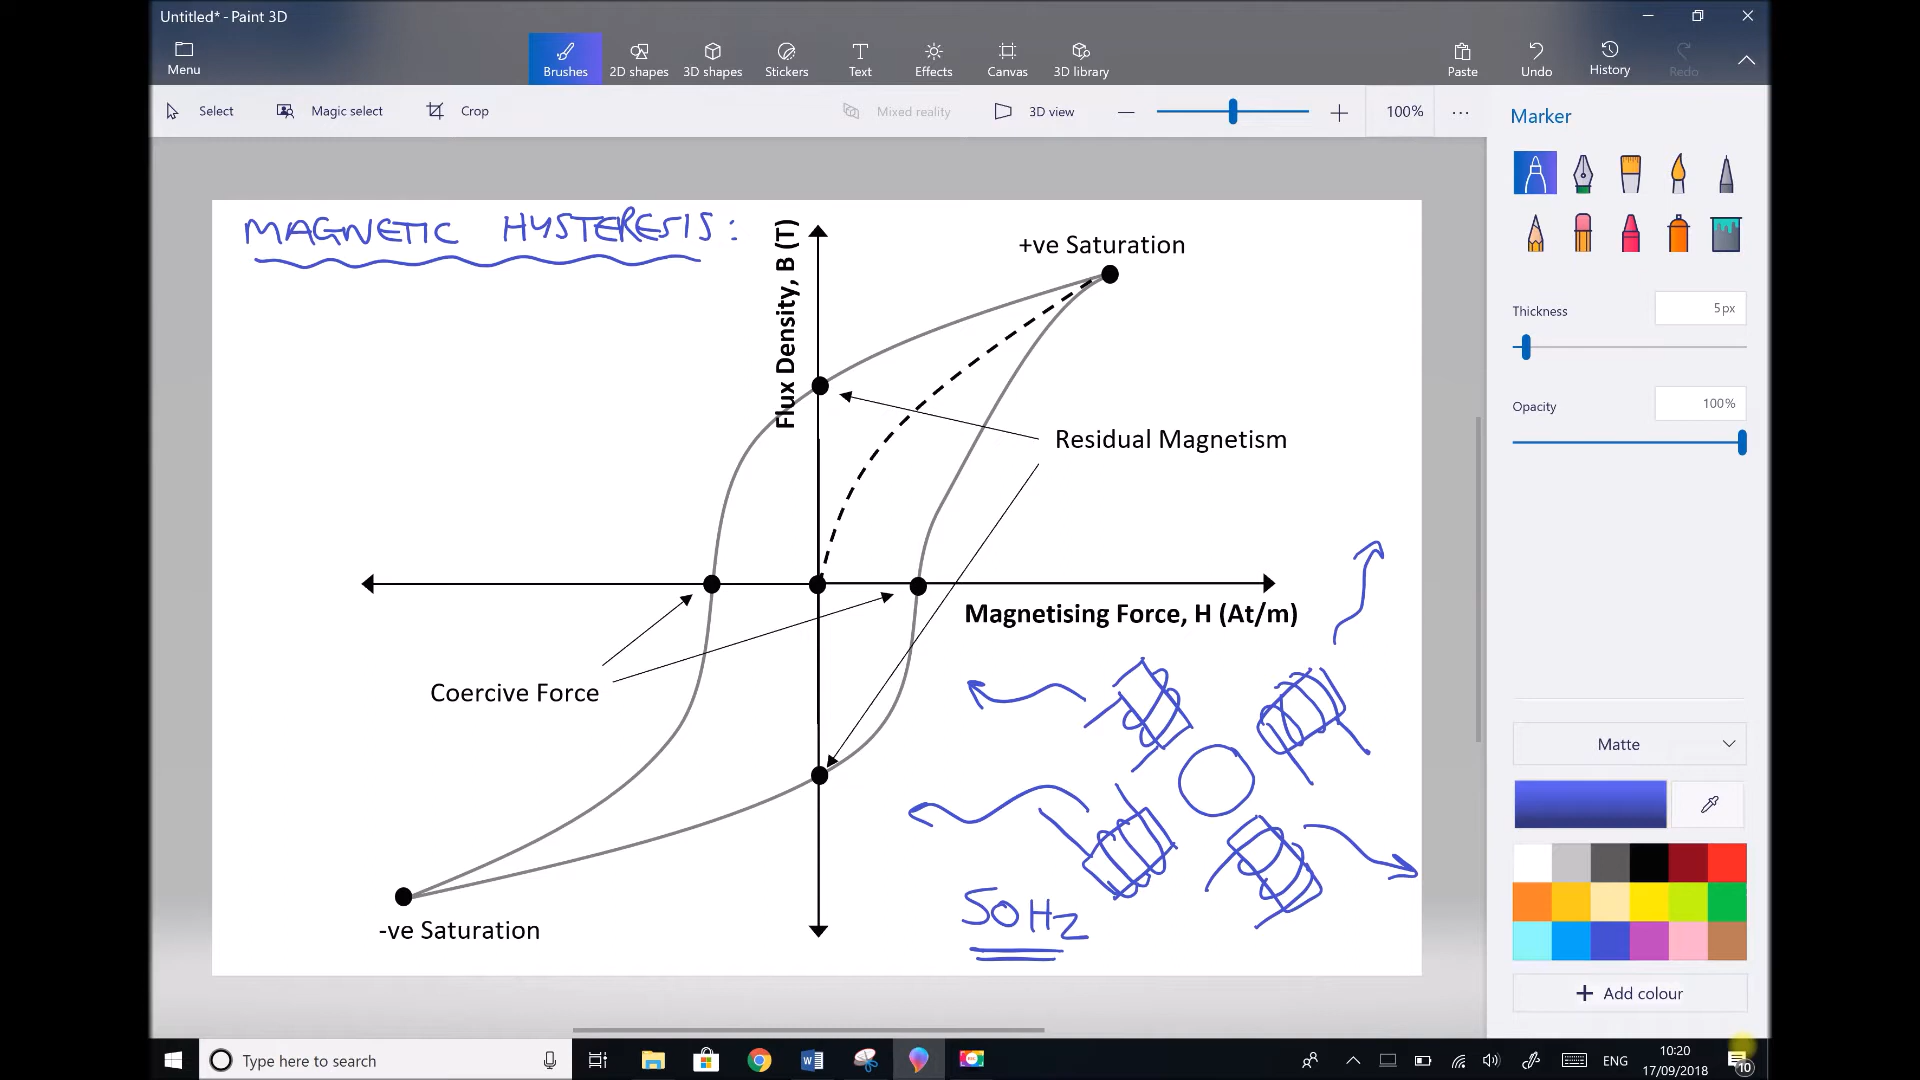 Untitled* - Paint 3D
Menu
Brushes
2D shapes
3D shapes
Stickers
Text
Effects
Canvas
3D library
Paste
Undo
History
Redo
Select
Magic select
Crop
Mixed reality
3D view
100%
Marker
Thickness
5px
Opacity
100%
Matte
Add colour
MAGNETIC HYSTERESIS:
Flux Density, B (T)
+ve Saturation
Residual Magnetism
Magnetising Force, H (At/m)
Coercive Force
-ve Saturation
50Hz
Type here to search
ENG
10:20
17/09/2018
10